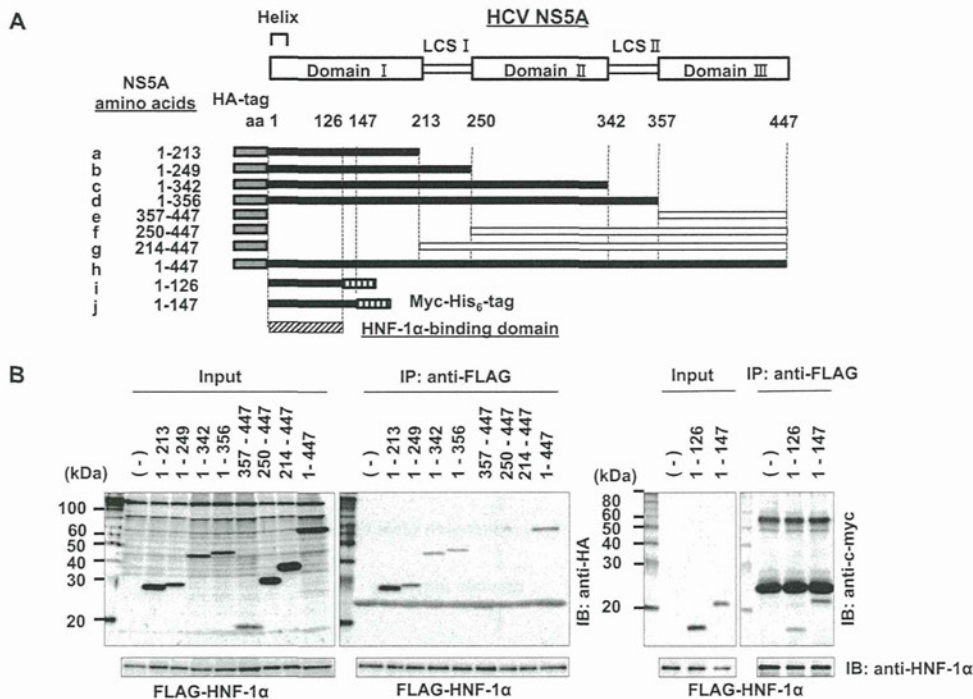 A
Helix
HCV NS5A
LCS I
LCS II
Domain I
Domain II
Domain III
NS5A
amino acids
HA-tag
aa 1 126 147 213 250 342 357 447
a 1-213
b 1-249
c 1-342
d 1-356
e 357-447
f 250-447
g 214-447
h 1-447
i 1-126
j 1-147
Myc-His6-tag
HNF-1α-binding domain
B
Input
IP: anti-FLAG
Input
IP: anti-FLAG
(kDa)
(-)
1 - 213
1 - 249
1 - 342
1 - 356
357 - 447
250 - 447
214 - 447
1- 447
(-)
1 - 213
1 - 249
1 - 342
1 - 356
357 - 447
250 - 447
214 - 447
1- 447
(kDa)
(-)
1 - 126
1 - 147
(-)
1 - 126
1 - 147
100
60
50
40
30
20
IB: anti-HA
80
60
50
40
30
20
IB: anti-c-myc
IB: anti-HNF-1α
FLAG-HNF-1α
FLAG-HNF-1α
FLAG-HNF-1α